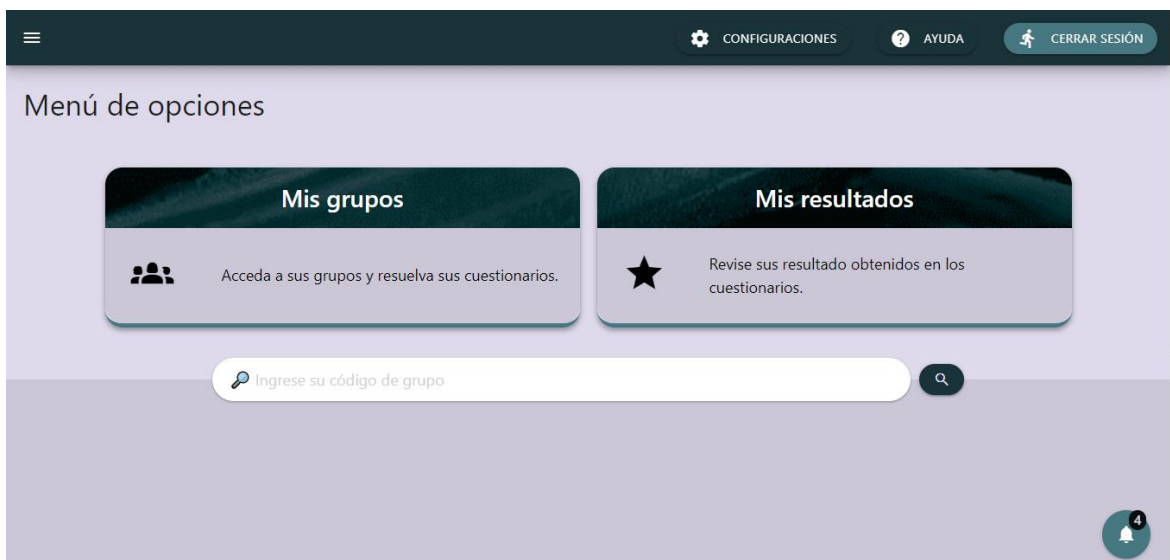 CONFIGURACIONES
AYUDA
CERRAR SESIÓN
Menú de opciones
Mis grupos
Acceda a sus grupos y resuelva sus cuestionarios.
Mis resultados
Revise sus resultado obtenidos en los
cuestionarios.
Ingrese su código de grupo
4